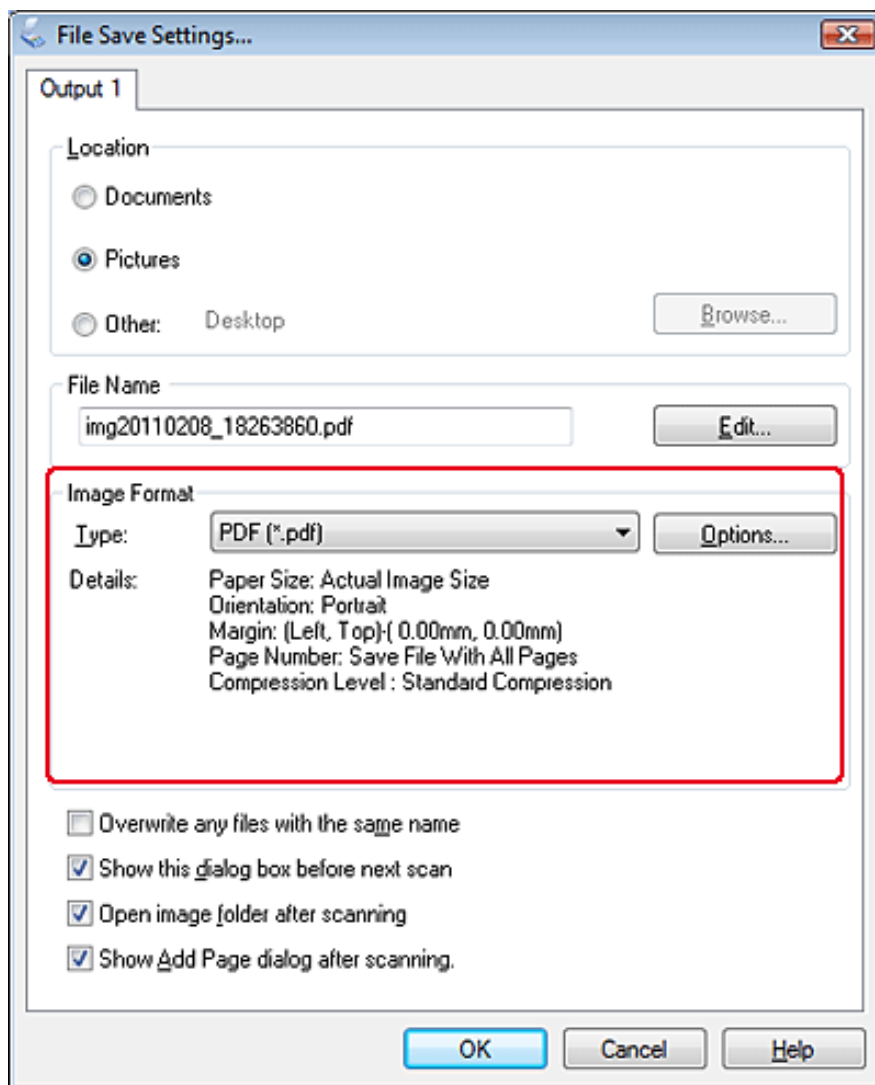 File Save Settings...
Output 1
Location
Documents
Pictures
Other: Desktop Browse...
File Name
img20110208_18263860.pdf Edit...
Image Format
Type: PDF (*.pdf) Options...
Details: Paper Size: Actual Image Size
Orientation: Portrait
Margin: (Left, Top)-( 0.00mm, 0.00mm)
Page Number: Save File With All Pages
Compression Level : Standard Compression
Overwrite any files with the same name
Show this dialog box before next scan
Open image folder after scanning
Show Add Page dialog after scanning.
OK Cancel Help